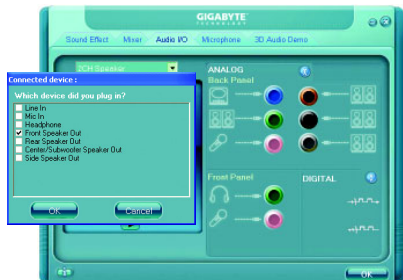 GIGABYTE
TECHNOLOGY
Sound Effect Mixer Audio I/O Microphone 3D Audio Demo
2CH Speaker
ANALOG
Back Panel
Connected device :
Which device did you plug in?
Line In
Mic In
Headphone
Front Speaker Out
Rear Speaker Out
Center/Subwoofer Speaker Out
Side Speaker Out
OK Cancel
Front Panel
DIGITAL
OK